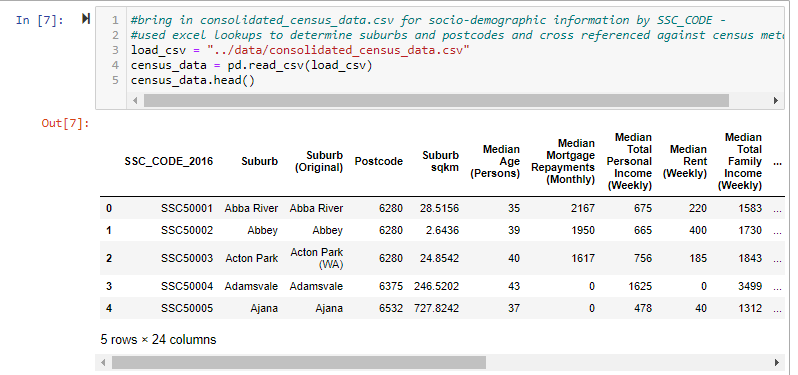 In [7]:
1 #bring in consolidated_census_data.csv for socio-demographic information by SSC_CODE -
2 #used excel lookups to determine suburbs and postcodes and cross referenced against census meta
3 load_csv = "../data/consolidated_census_data.csv"
4 census_data = pd.read_csv(load_csv)
5 census_data.head()
Out[7]:
SSC_CODE_2016 Suburb Suburb (Original) Postcode Suburb sqkm Median Age (Persons) Median Mortgage Repayments (Monthly) Median Total Personal Income (Weekly) Median Rent (Weekly) Median Total Family Income (Weekly) ...
0 SSC50001 Abba River Abba River 6280 28.5156 35 2167 675 220 1583 ...
1 SSC50002 Abbey Abbey 6280 2.6436 39 1950 665 400 1730 ...
2 SSC50003 Acton Park Acton Park (WA) 6280 24.8542 40 1617 756 185 1843 ...
3 SSC50004 Adamsvale Adamsvale 6375 246.5202 43 0 1625 0 3499 ...
4 SSC50005 Ajana Ajana 6532 727.8242 37 0 478 40 1312 ...
5 rows × 24 columns